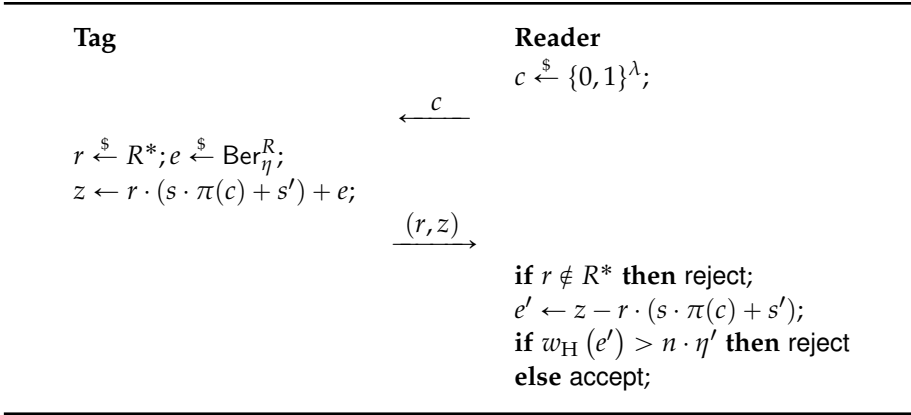 Tag Reader
c ←$ {0, 1}^λ;
c
r ←$ R*; e ←$ Ber_η^R;
z ← r · (s · π(c) + s′) + e;
(r, z)
if r ∉ R* then reject;
e′ ← z − r · (s · π(c) + s′);
if w_H (e′) > n · η′ then reject
else accept;